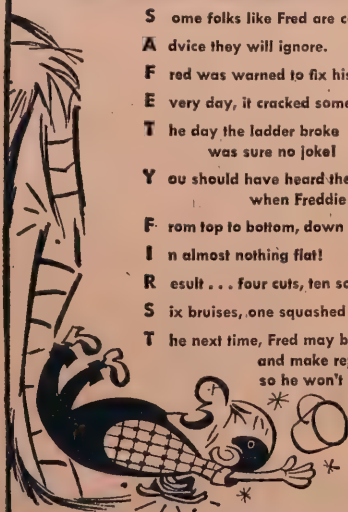 S ome folks like Fred are
A dvice they will ignore.
F red was warned to fix
E very day, it cracked some
T he day the ladder broke
was sure no joke!
Y ou should have heard the
when Freddie
F rom top to bottom, down
I n almost nothing flat!
R esult . . . four cuts, ten
S ix bruises, one squashed
T he next time, Fred may
and make
so he won't